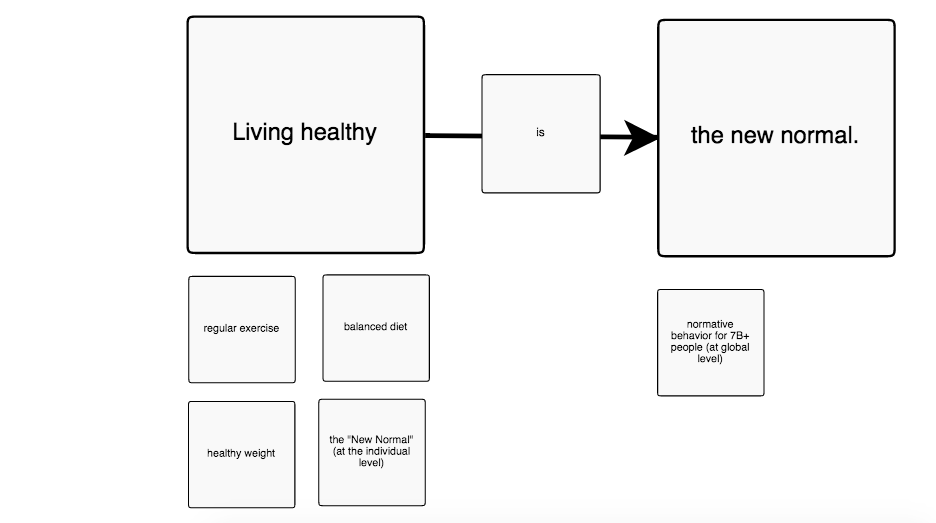 Living healthy
is
the new normal.
regular exercise
balanced diet
normative
behavior for 7B+
people (at global
level)
healthy weight
the "New Normal"
(at the individual
level)